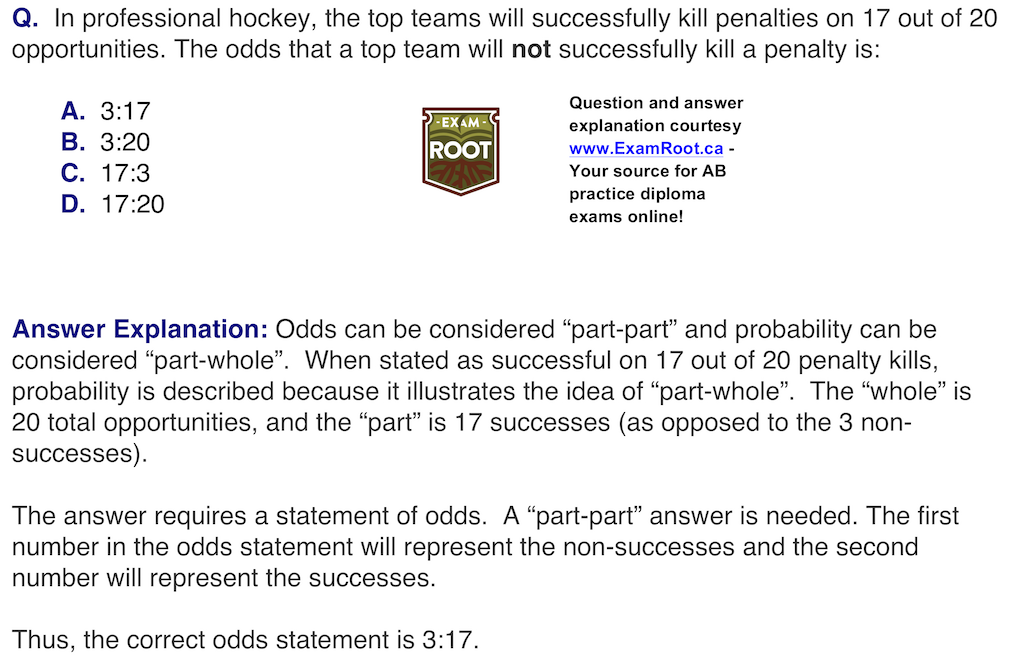 Q. In professional hockey, the top teams will successfully kill penalties on 17 out of 20
opportunities. The odds that a top team will not successfully kill a penalty is:
A. 3:17
B. 3:20
C. 17:3
D. 17:20
-EXAM-
ROOT
Question and answer
explanation courtesy
www.ExamRoot.ca -
Your source for AB
practice diploma
exams online!
Answer Explanation: Odds can be considered “part-part” and probability can be
considered “part-whole”. When stated as successful on 17 out of 20 penalty kills,
probability is described because it illustrates the idea of “part-whole”. The “whole” is
20 total opportunities, and the “part” is 17 successes (as opposed to the 3 non-
successes).
The answer requires a statement of odds. A “part-part” answer is needed. The first
number in the odds statement will represent the non-successes and the second
number will represent the successes.
Thus, the correct odds statement is 3:17.